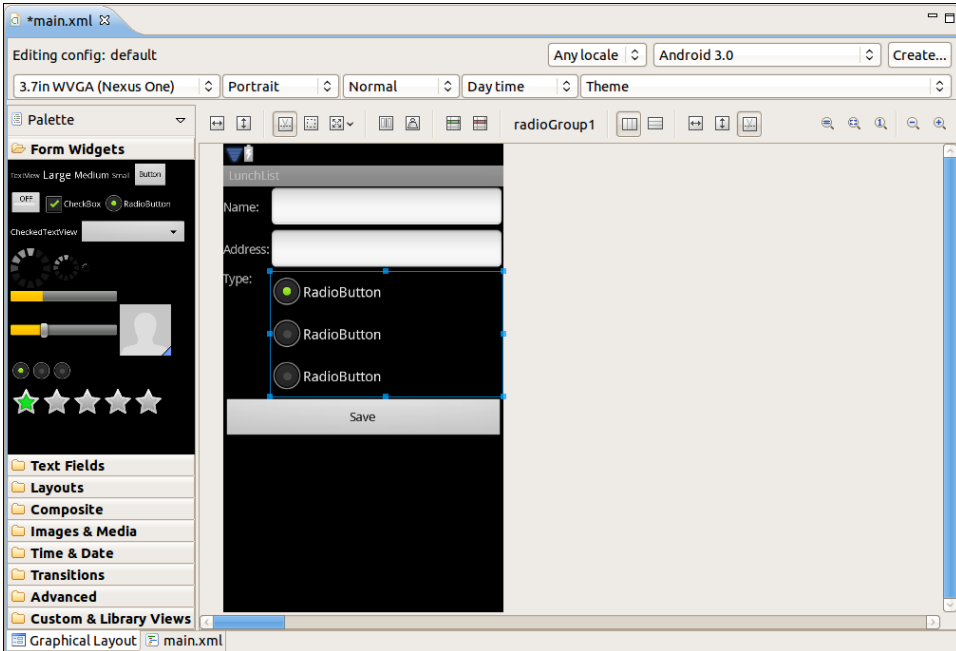 *main.xml
Editing config: default
Any locale
Android 3.0
Create...
3.7in WVGA (Nexus One)
Portrait
Normal
Day time
Theme
Palette
radioGroup1
Form Widgets
TextView Large Medium Small Button
OFF CheckBox RadioButton
CheckedTextView
LunchList
Name:
Address:
Type:
RadioButton
RadioButton
RadioButton
Save
Text Fields
Layouts
Composite
Images & Media
Time & Date
Transitions
Advanced
Custom & Library Views
Graphical Layout
main.xml